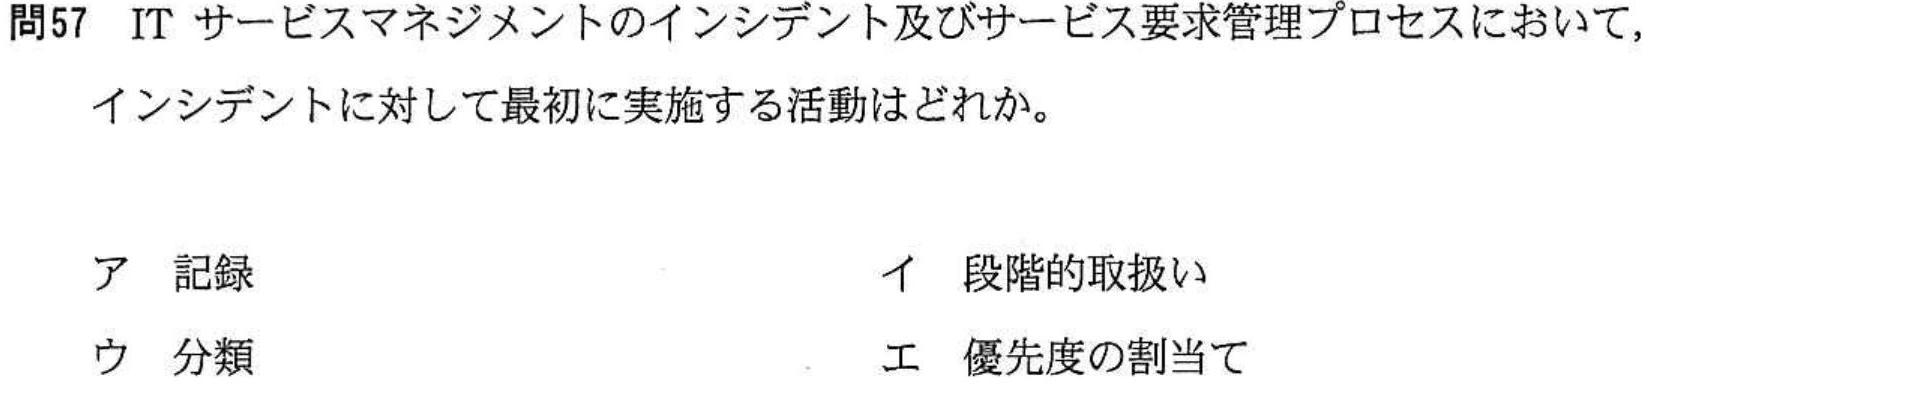 問57 IT サービスマネジメントのインシデント及びサービス要求管理プロセスにおいて，
インシデントに対して最初に実施する活動はどれか。
ア 記録 イ 段階的取扱い
ウ 分類 エ 優先度の割当て